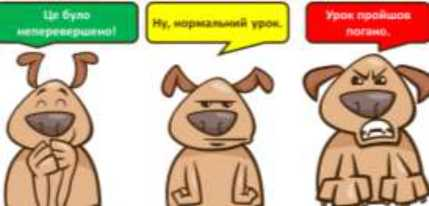 Це було
неперевершено!
Ну, нормальний урок.
Урок пройшов
погано.